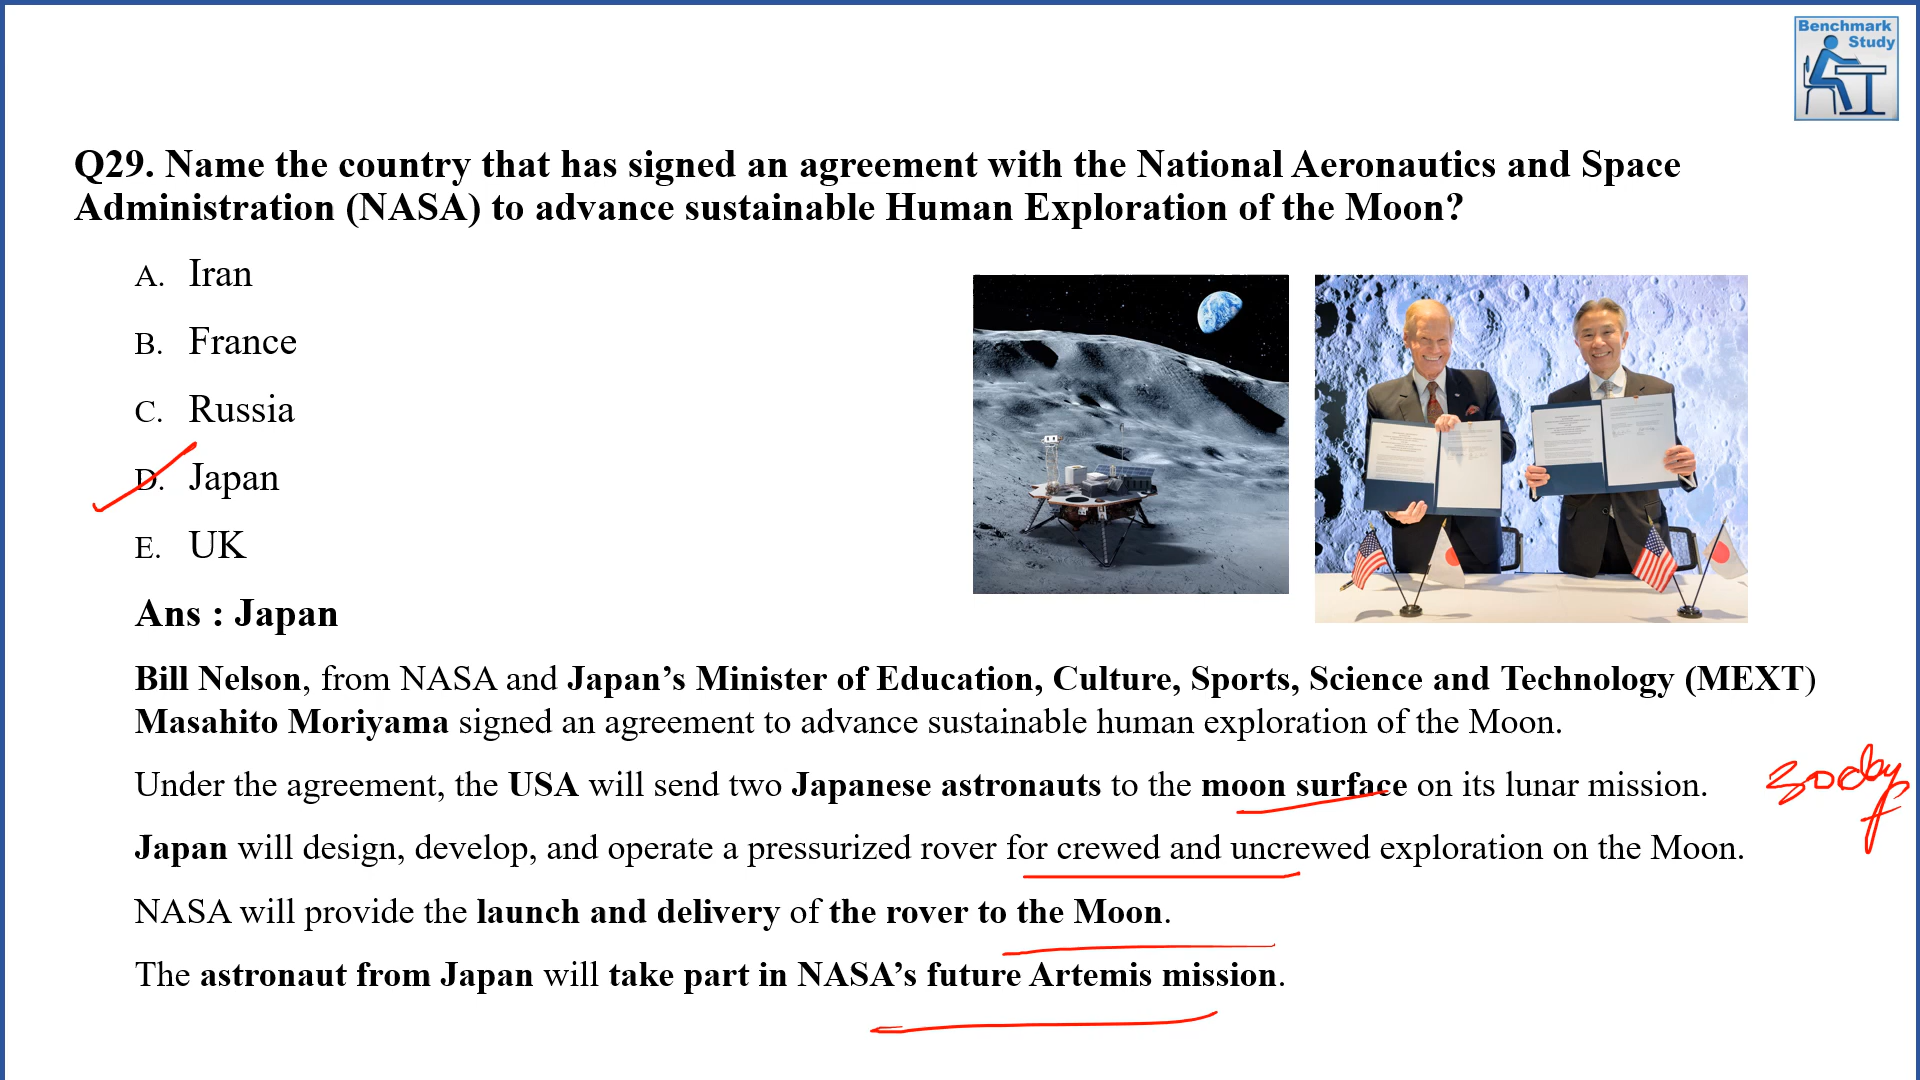 Benchmark
Study
Q29. Name the country that has signed an agreement with the National Aeronautics and Space
Administration (NASA) to advance sustainable Human Exploration of the Moon?
A. Iran
B. France
C. Russia
D. Japan
E. UK
Ans : Japan
Bill Nelson, from NASA and Japan’s Minister of Education, Culture, Sports, Science and Technology (MEXT)
Masahito Moriyama signed an agreement to advance sustainable human exploration of the Moon.
Under the agreement, the USA will send two Japanese astronauts to the moon surface on its lunar mission.
Japan will design, develop, and operate a pressurized rover for crewed and uncrewed exploration on the Moon.
NASA will provide the launch and delivery of the rover to the Moon.
The astronaut from Japan will take part in NASA’s future Artemis mission.